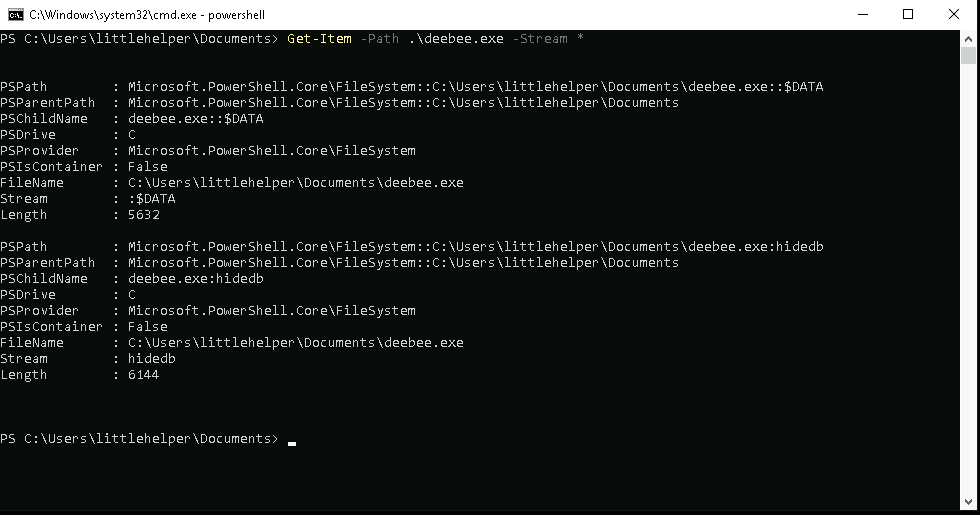 C:\Windows\system32\cmd.exe - powershell
PS C:\Users\littlehelper\Documents> Get-Item -Path .\deebee.exe -Stream *
PSPath        : Microsoft.PowerShell.Core\FileSystem::C:\Users\littlehelper\Documents\deebee.exe::$DATA
PSParentPath  : Microsoft.PowerShell.Core\FileSystem::C:\Users\littlehelper\Documents
PSChildName   : deebee.exe::$DATA
PSDrive       : C
PSProvider    : Microsoft.PowerShell.Core\FileSystem
PSIsContainer : False
FileName      : C:\Users\littlehelper\Documents\deebee.exe
Stream        : :$DATA
Length        : 5632
PSPath        : Microsoft.PowerShell.Core\FileSystem::C:\Users\littlehelper\Documents\deebee.exe:hidedb
PSParentPath  : Microsoft.PowerShell.Core\FileSystem::C:\Users\littlehelper\Documents
PSChildName   : deebee.exe:hidedb
PSDrive       : C
PSProvider    : Microsoft.PowerShell.Core\FileSystem
PSIsContainer : False
FileName      : C:\Users\littlehelper\Documents\deebee.exe
Stream        : hidedb
Length        : 6144
PS C:\Users\littlehelper\Documents>